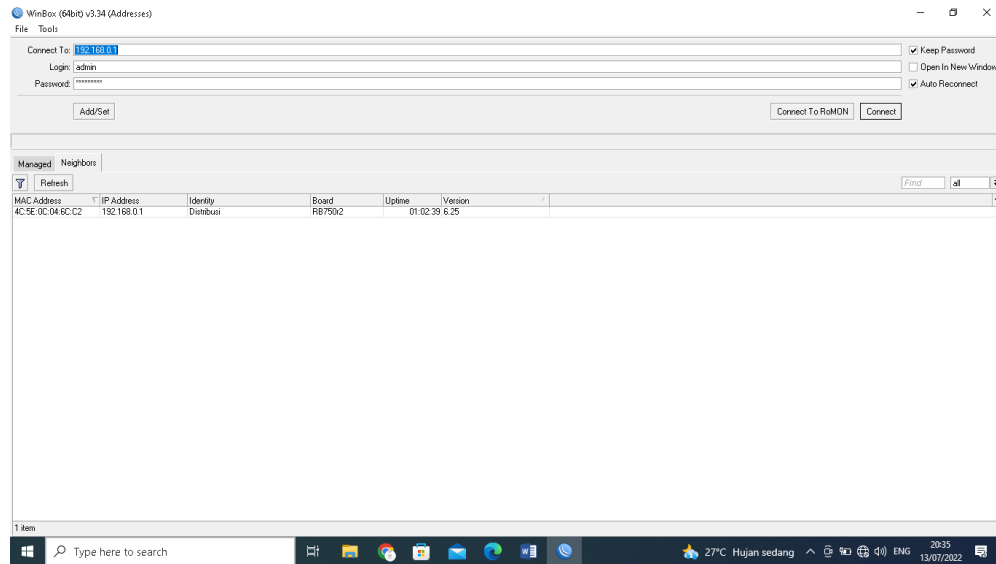 WinBox (64bit) v3.34 (Addresses)
File Tools
Connect To: 192.168.0.1
Keep Password
Login: admin
Open In New Window
Password: *********
Auto Reconnect
Add/Set
Connect To RoMON
Connect
Managed Neighbors
Refresh
Find
all
MAC Address IP Address Identity Board Uptime Version
4C:5E:0C:04:6C:C2 192.168.0.1 Distribusi RB750r2 01:02:39 6.25
1 item
Type here to search
27°C Hujan sedang
ENG
20:35
13/07/2022